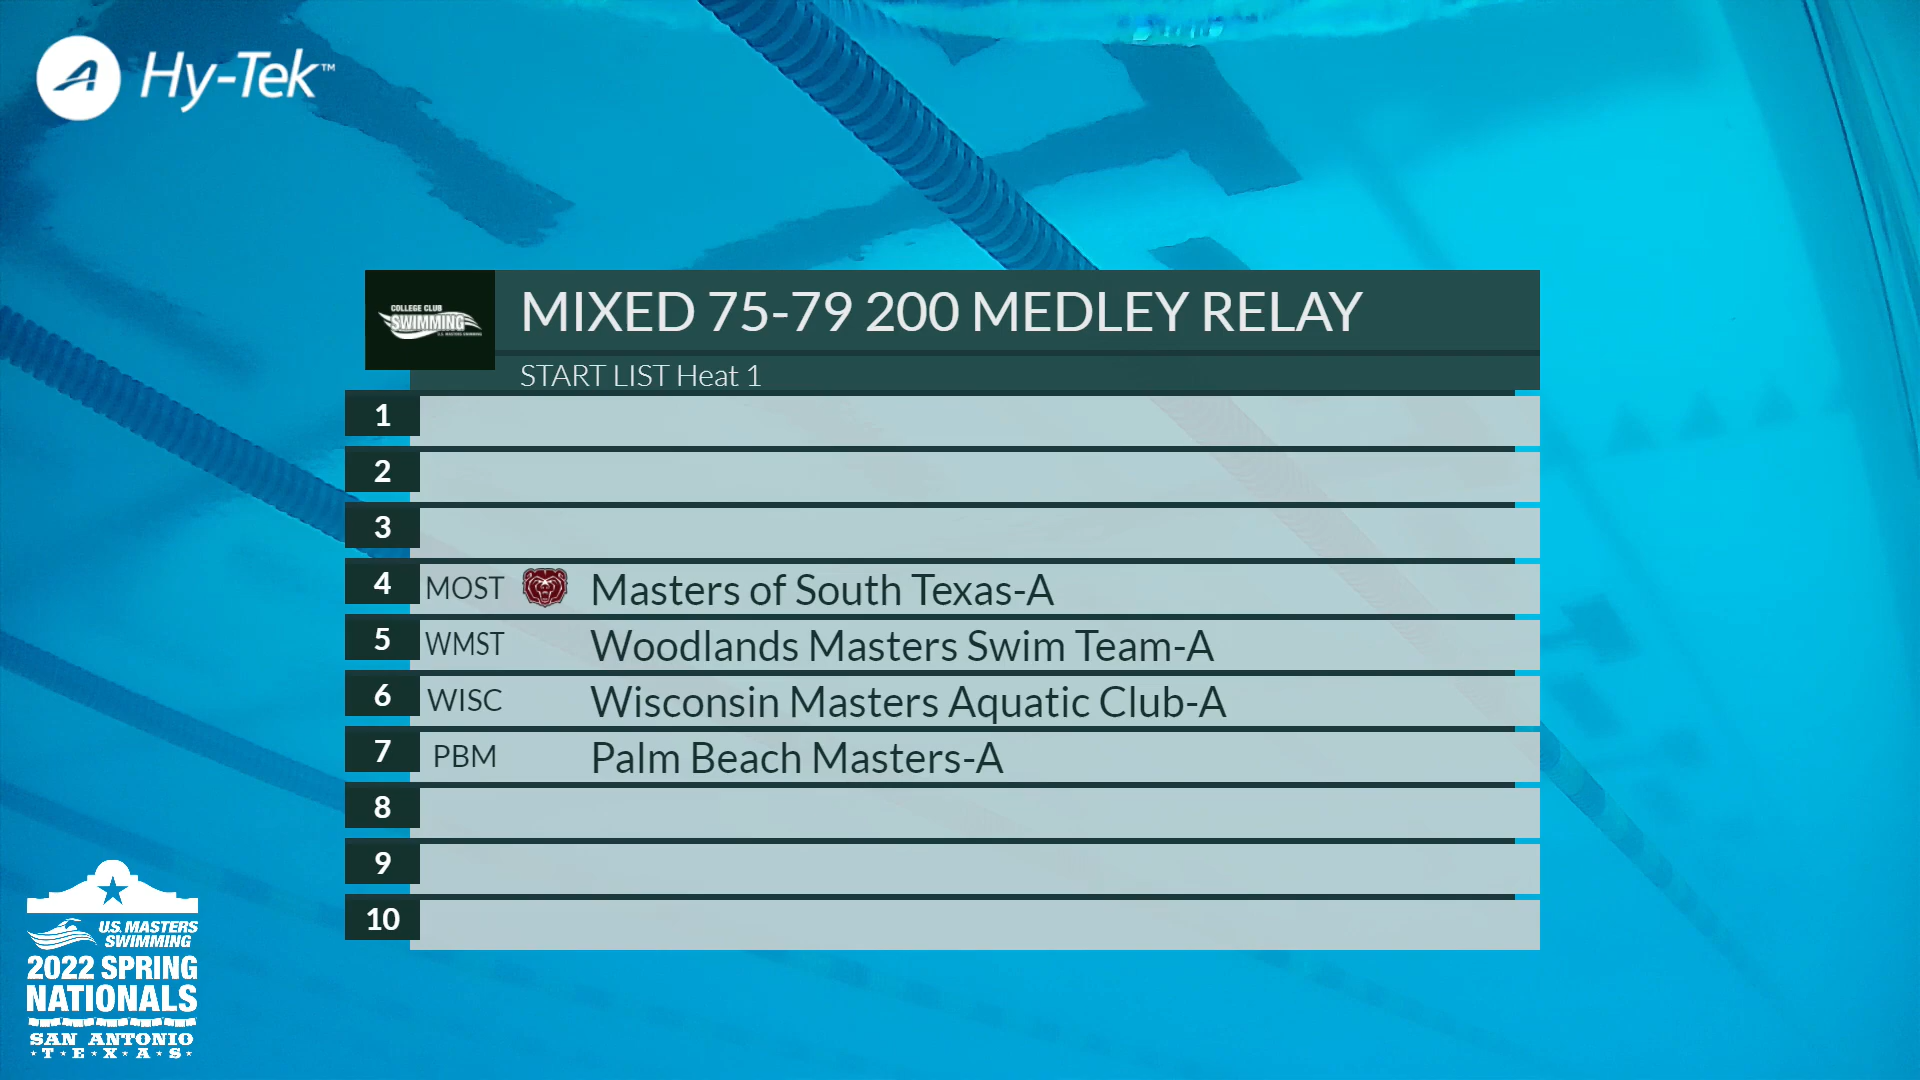 Hy-Tek™
COLLEGE CLUB
SWIMMING
U.S. MASTERS SWIMMING
MIXED 75-79 200 MEDLEY RELAY
START LIST Heat 1
1
2
3
4 MOST Masters of South Texas-A
5 WMST Woodlands Masters Swim Team-A
6 WISC Wisconsin Masters Aquatic Club-A
7 PBM Palm Beach Masters-A
8
9
10
U.S. MASTERS
SWIMMING
2022 SPRING
NATIONALS
SAN ANTONIO
T·E·X·A·S